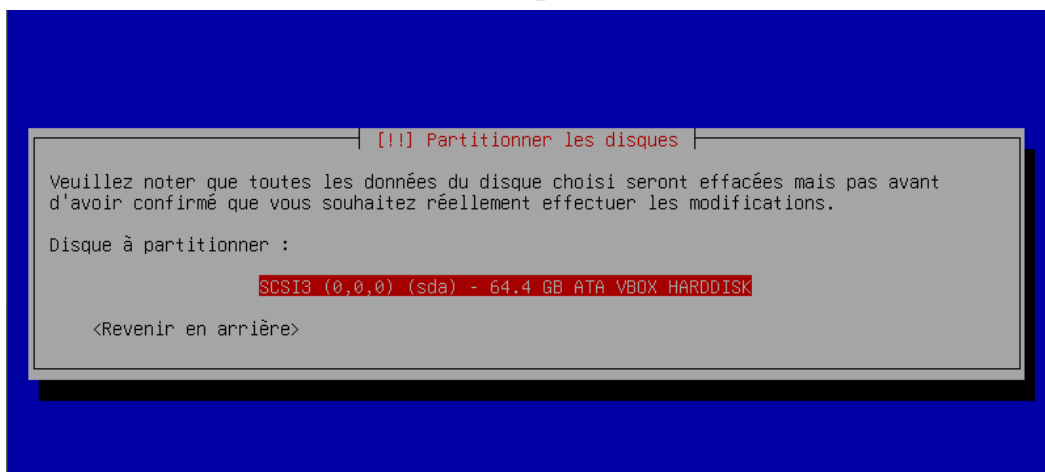 [!!] Partitionner les disques
Veuillez noter que toutes les données du disque choisi seront effacées mais pas avant
d'avoir confirmé que vous souhaitez réellement effectuer les modifications.
Disque à partitionner :
SCSI3 (0,0,0) (sda) - 64.4 GB ATA VBOX HARDDISK
<Revenir en arrière>